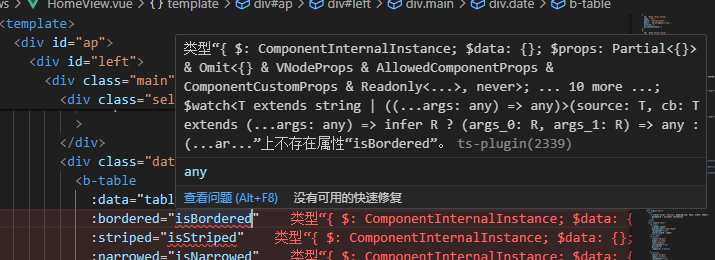 HomeView.vue > {} template > div#ap > div#left > div.main > div.date > b-table
<template>
<div id="ap">
<div id="left">
<div class="main"
<div class="sel
>
</div>
<div class="dat
<b-table
:data="tabl
:bordered="isBordered" 类型“{ $: ComponentInternalInstance; $data: {
:striped="isStriped" 类型“{ $: ComponentInternalInstance; $data: {};
:narrowed="isNarrowed" 类型“{ $: ComponentInternalInstance; $data: {
类型“{ $: ComponentInternalInstance; $data: {}; $props: Partial<{}>
& Omit<{} & VNodeProps & AllowedComponentProps &
ComponentCustomProps & Readonly<...>, never>; ... 10 more ...;
$watch<T extends string | ((...args: any) => any)>(source: T, cb: T
extends (...args: any) => infer R ? (args_0: R, args_1: R) => any :
(...ar...”上不存在属性“isBordered”。 ts-plugin(2339)
any
查看问题 (Alt+F8) 没有可用的快速修复